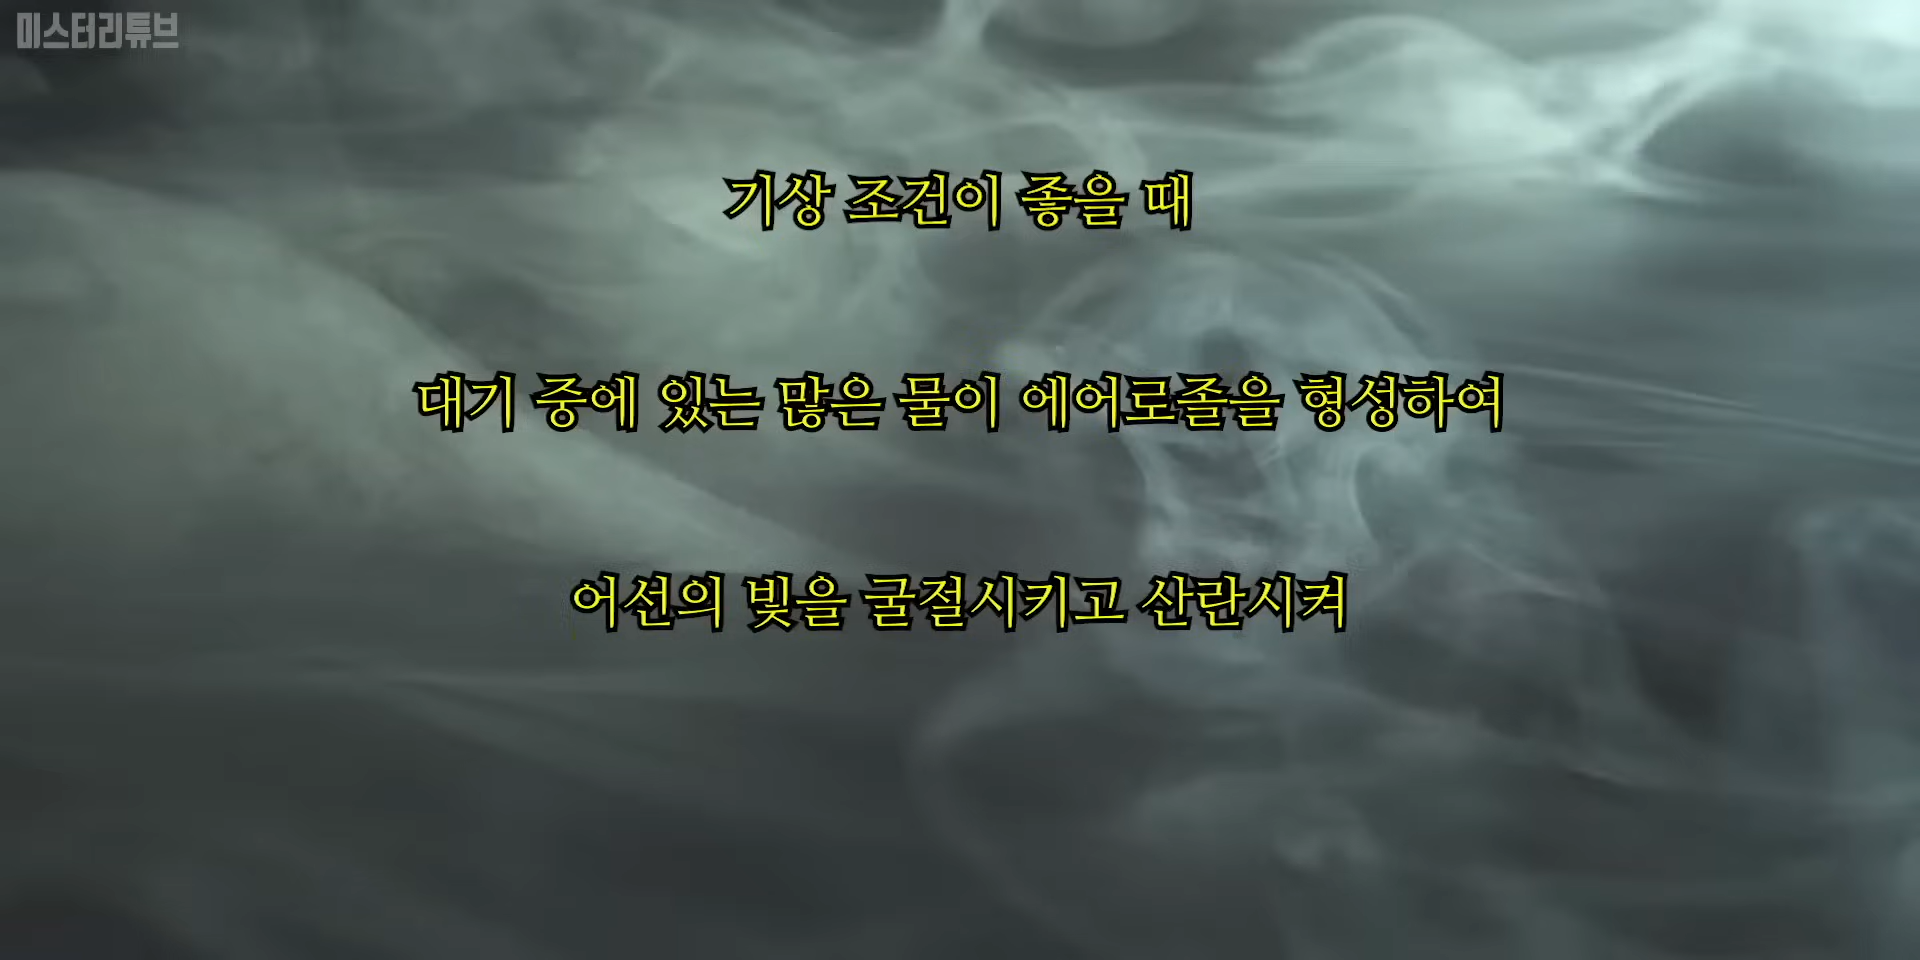 미스터리튜브
기상 조건이 좋을 때
대기 중에 있는 많은 물이 에어로졸을 형성하여
어선의 빛을 굴절시키고 산란시켜